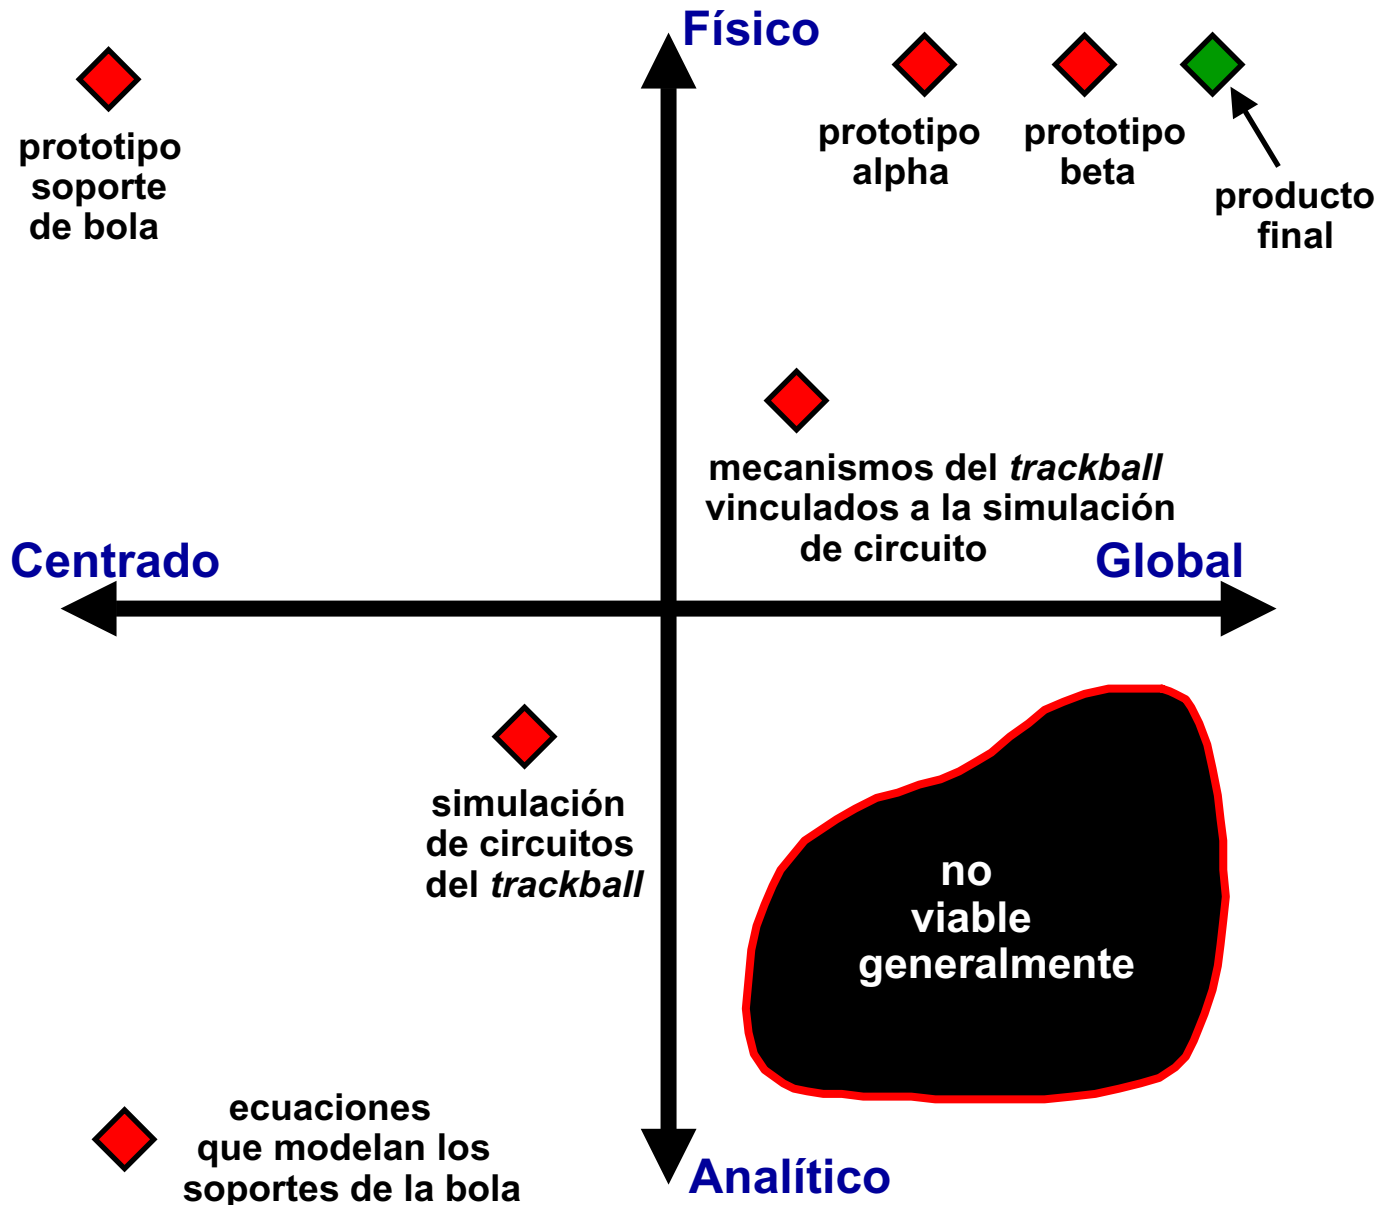 Físico
prototipo
soporte
de bola
prototipo
alpha
prototipo
beta
producto
final
mecanismos del trackball
vinculados a la simulación
de circuito
Centrado
Global
simulación
de circuitos
del trackball
no
viable
generalmente
ecuaciones
que modelan los
soportes de la bola
Analítico